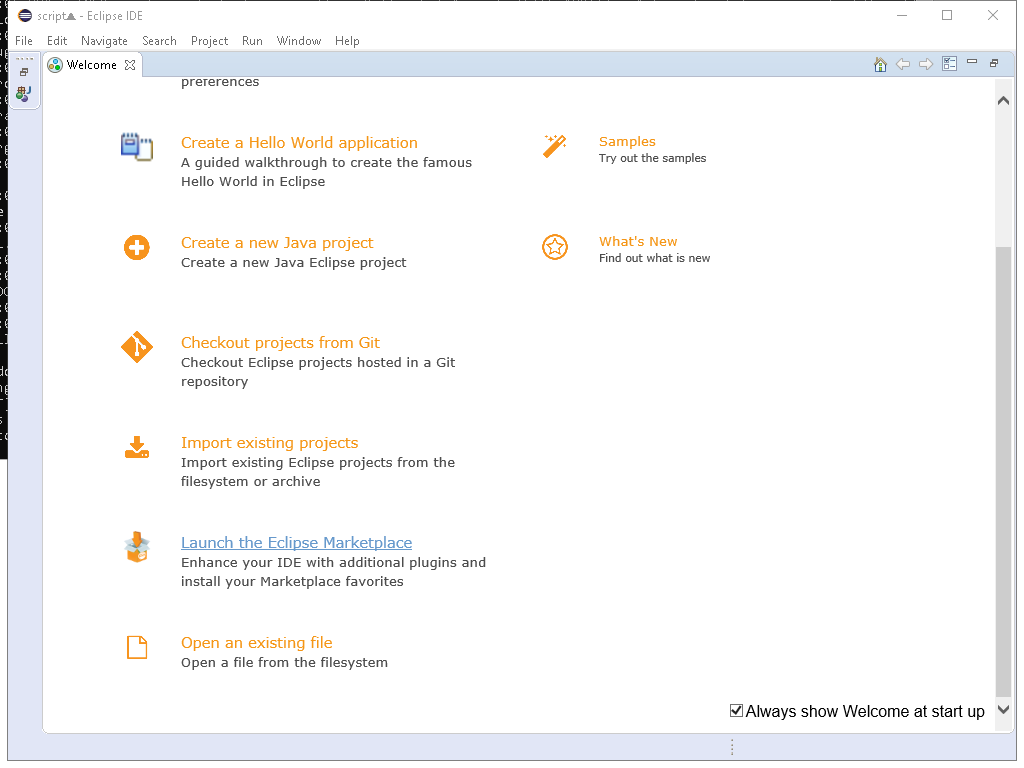 script▲ - Eclipse IDE
File Edit Navigate Search Project Run Window Help
Welcome
preferences
Create a Hello World application
A guided walkthrough to create the famous
Hello World in Eclipse
Samples
Try out the samples
Create a new Java project
Create a new Java Eclipse project
What's New
Find out what is new
Checkout projects from Git
Checkout Eclipse projects hosted in a Git
repository
Import existing projects
Import existing Eclipse projects from the
filesystem or archive
Launch the Eclipse Marketplace
Enhance your IDE with additional plugins and
install your Marketplace favorites
Open an existing file
Open a file from the filesystem
Always show Welcome at start up